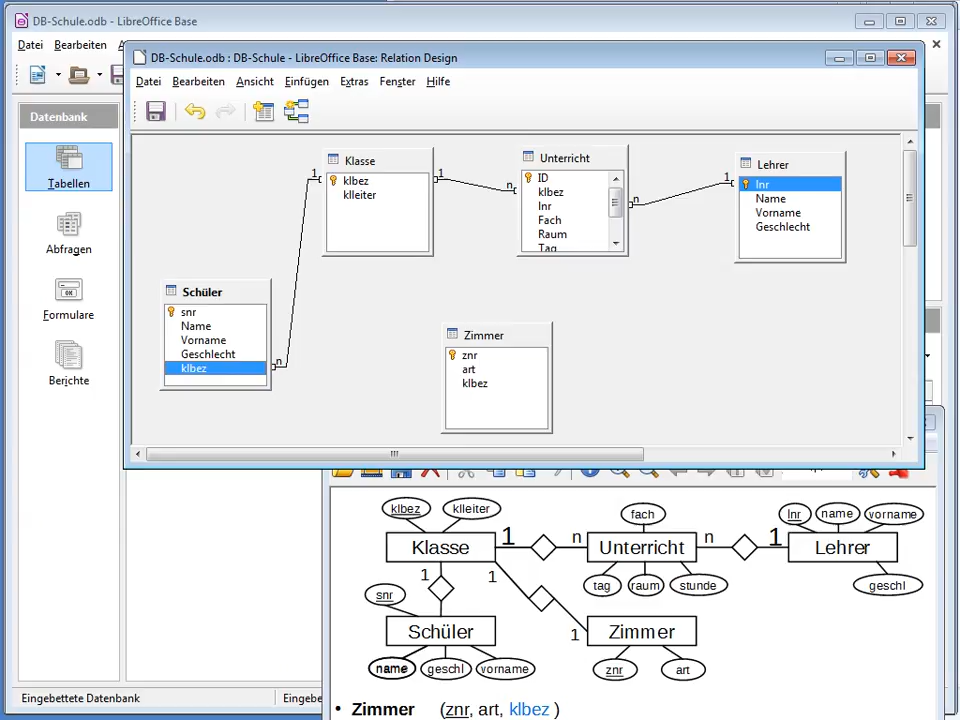 DB-Schule.odb - LibreOffice Base
Datei Bearbeiten
DB-Schule.odb : DB-Schule - LibreOffice Base: Relation Design
Datei Bearbeiten Ansicht Einfügen Extras Fenster Hilfe
Datenbank
Tabellen
Abfragen
Formulare
Berichte
Klasse
klbez
klleiter
Unterricht
ID
klbez
lnr
Fach
Raum
Tag
Lehrer
lnr
Name
Vorname
Geschlecht
1
1
n
n
1
n
Schüler
snr
Name
Vorname
Geschlecht
klbez
Zimmer
znr
art
klbez
klbez klleiter fach lnr name vorname
Klasse 1 n Unterricht n 1 Lehrer
1 1 tag raum stunde geschl
snr
Schüler 1 Zimmer
name geschl vorname znr art
• Zimmer (znr, art, klbez )
Eingebettete Datenbank
Eingebe